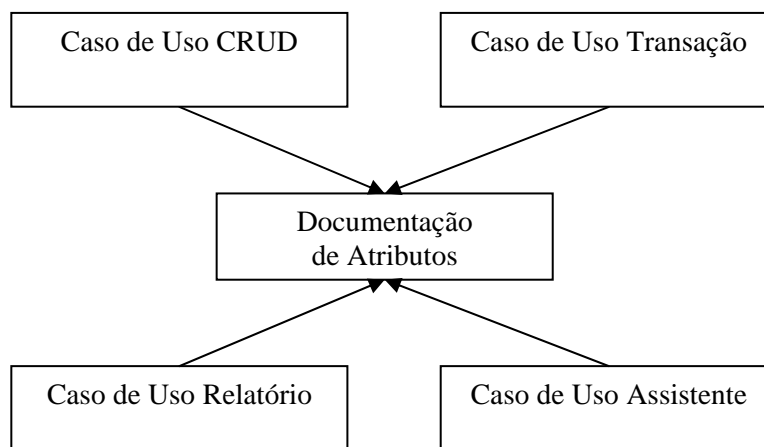 Caso de Uso CRUD
Caso de Uso Transação
Documentação
de Atributos
Caso de Uso Relatório
Caso de Uso Assistente